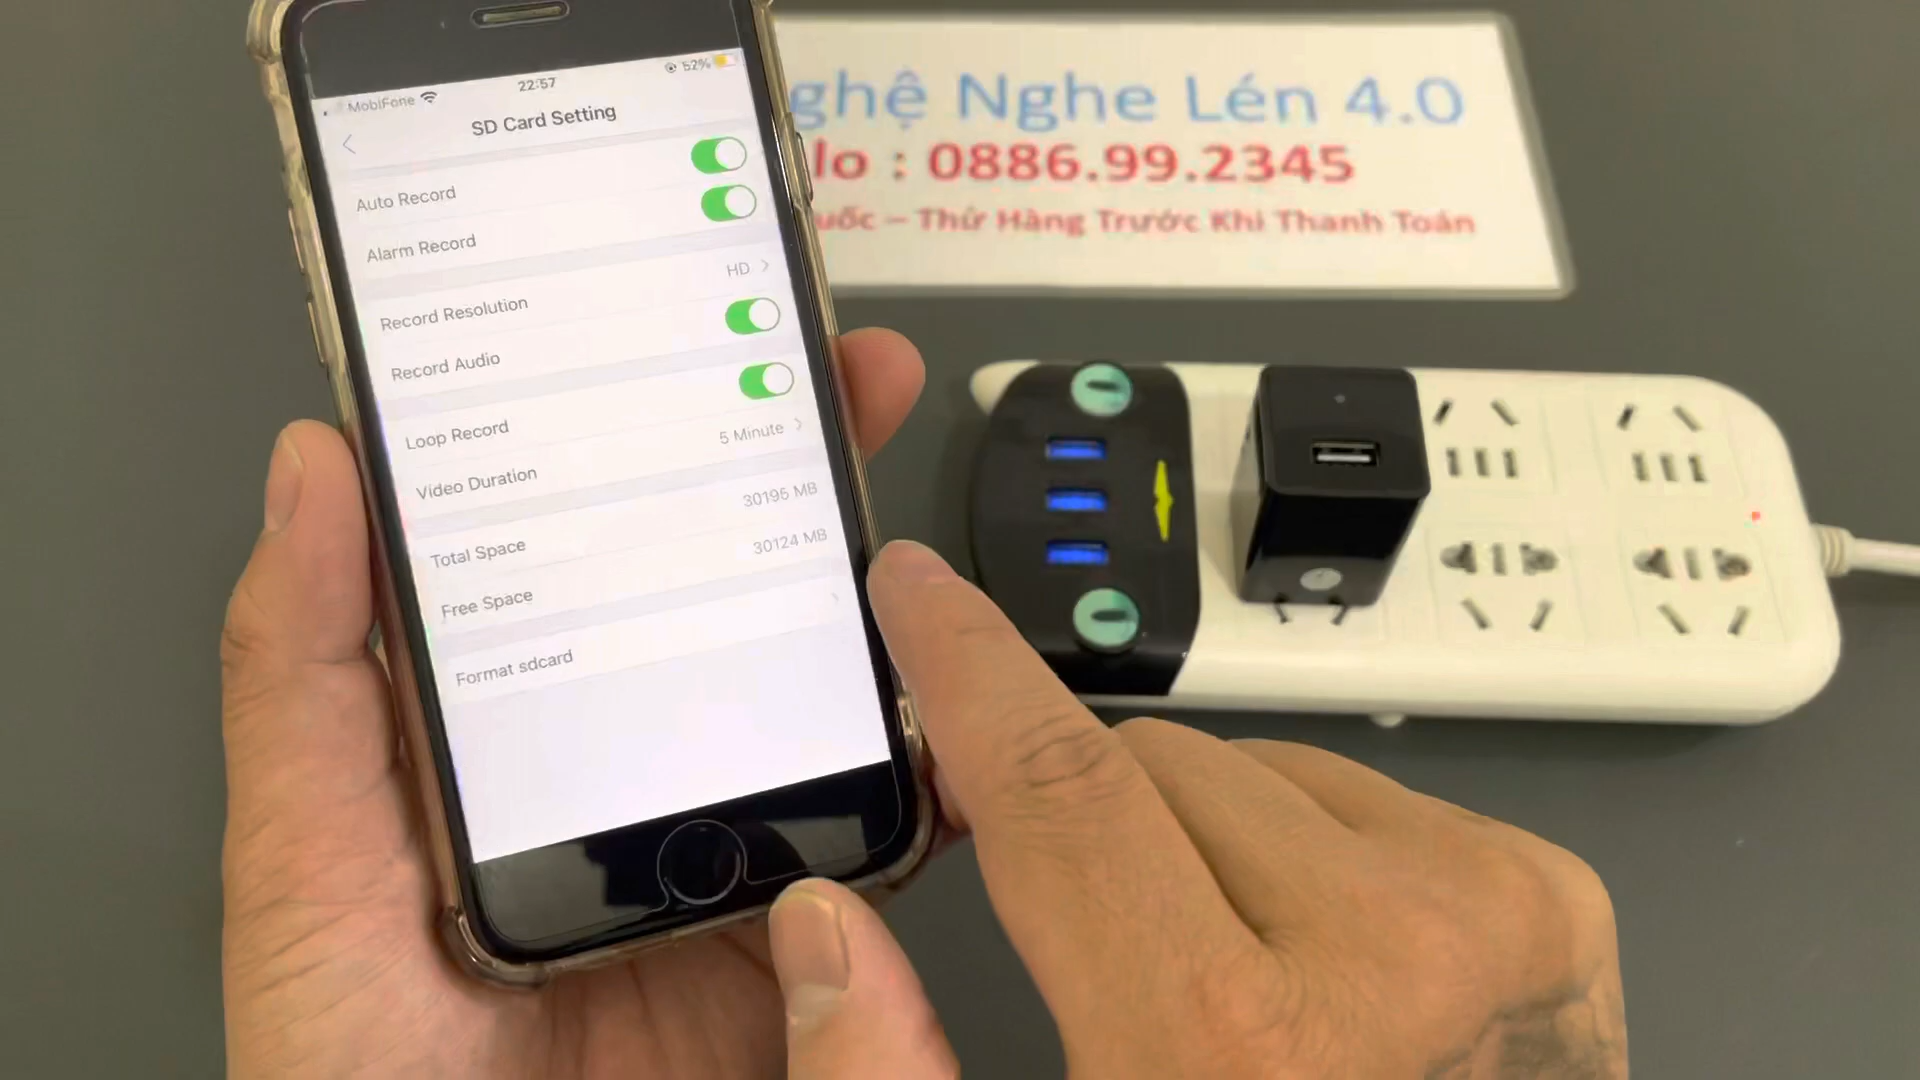 MobiFone
22:57
52%
SD Card Setting
Auto Record
Alarm Record
Record Resolution HD
Record Audio
Loop Record
Video Duration 5 Minute
Total Space 30195 MB
Free Space 30124 MB
Format sdcard
ghệ Nghe Lén 4.0
lo : 0886.99.2345
uốc – Thử Hàng Trước Khi Thanh Toán